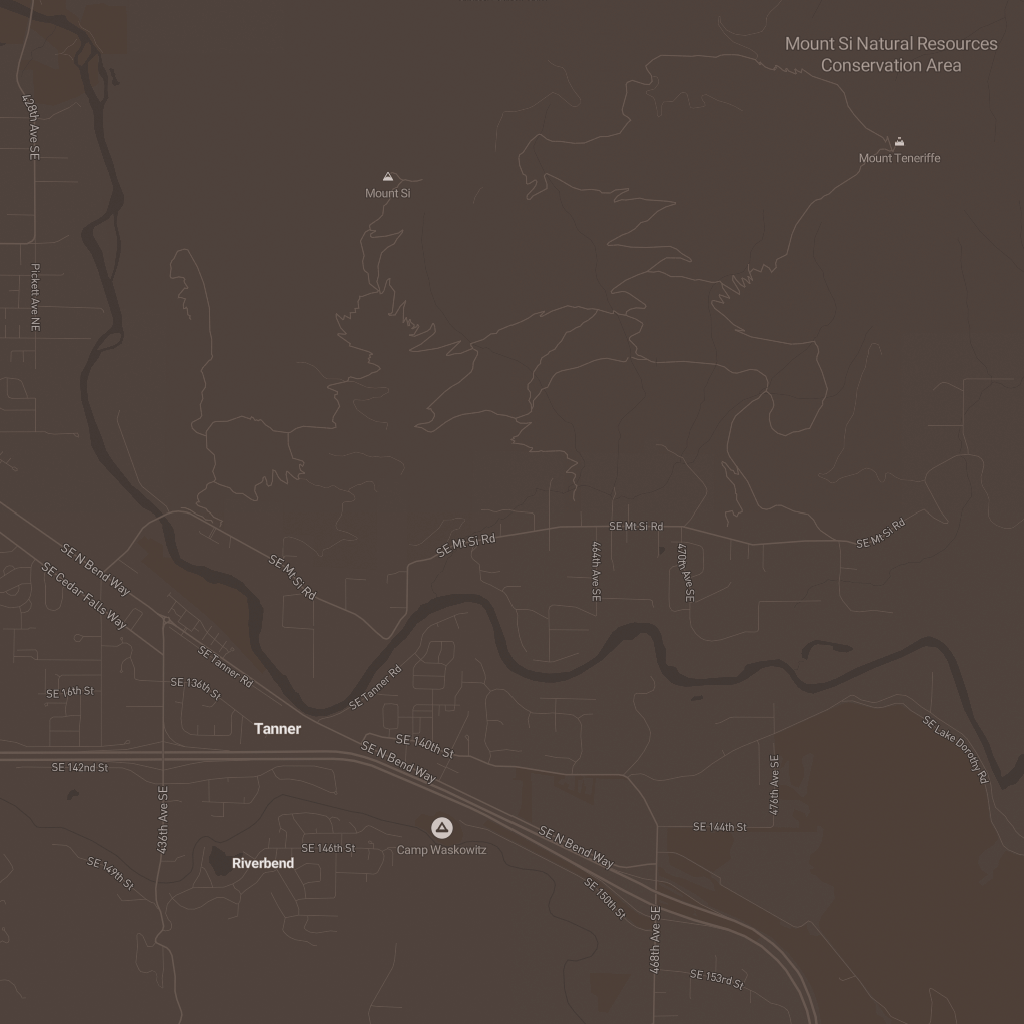 Mount Si Natural Resources
Conservation Area
428th Ave SE
Mount Teneriffe
Mount Si
Pickett Ave NE
SE Mt Si Rd
SE Mt Si Rd
SE Mt Si Rd
SE N Bend Way
SE Cedar Falls Way
SE Mt Si Rd
464th Ave SE
470th Ave SE
SE Tanner Rd
SE 136th St
SE Tanner Rd
SE 16th St
Tanner
SE 140th St
SE N Bend Way
SE Lake Dorothy Rd
SE 142nd St
476th Ave SE
436th Ave SE
SE 144th St
SE N Bend Way
SE 146th St
Camp Waskowitz
Riverbend
SE 149th St
SE 150th St
468th Ave SE
SE 153rd St